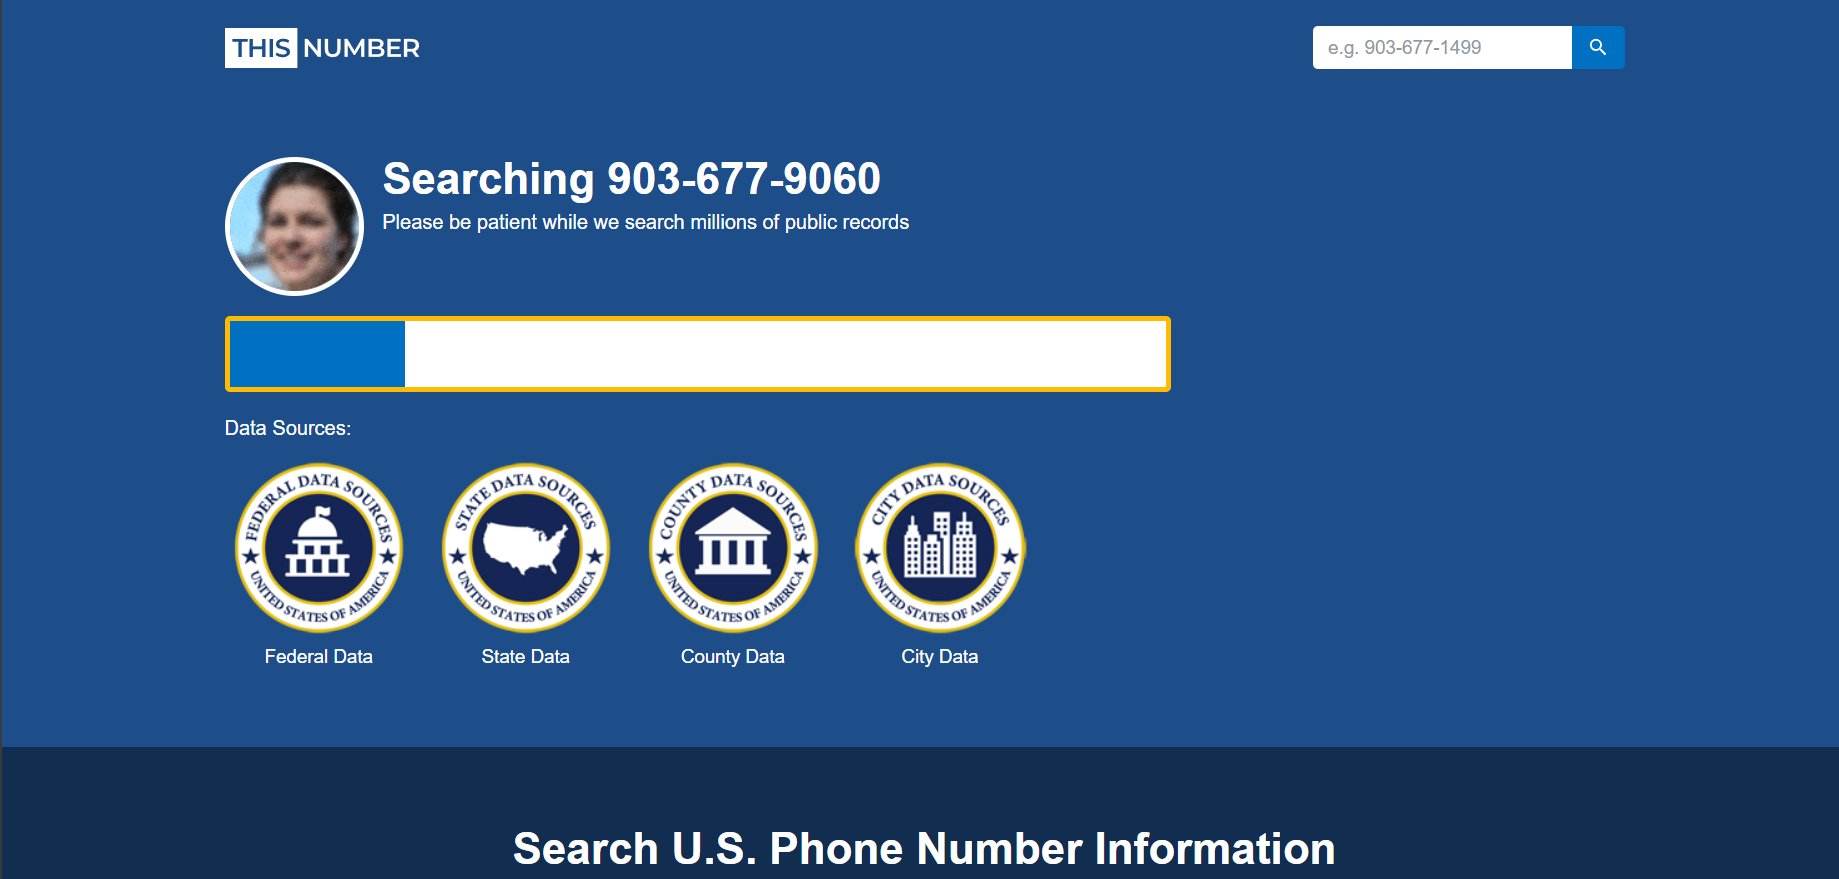 THIS NUMBER
e.g. 903-677-1499
Searching 903-677-9060
Please be patient while we search millions of public records
Data Sources:
FEDERAL DATA SOURCES
UNITED STATES OF AMERICA
STATE DATA SOURCES
UNITED STATES OF AMERICA
COUNTY DATA SOURCES
UNITED STATES OF AMERICA
CITY DATA SOURCES
UNITED STATES OF AMERICA
Federal Data
State Data
County Data
City Data
Search U.S. Phone Number Information